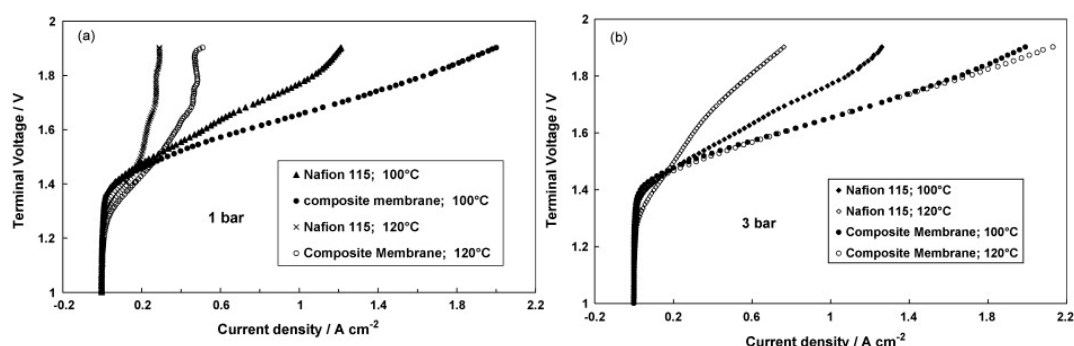 (a)
2
1.8
1.6
1.4
1.2
1
Terminal Voltage / V
Nafion 115; 100°C
composite membrane; 100°C
Nafion 115; 120°C
Composite Membrane; 120°C
1 bar
-0.2 0.2 0.6 1 1.4 1.8 2.2
Current density / A cm-2
(b)
2
1.8
1.6
1.4
1.2
1
Terminal Voltage / V
Nafion 115; 100°C
Nafion 115; 120°C
Composite Membrane; 100°C
Composite Membrane; 120°C
3 bar
-0.2 0.2 0.6 1 1.4 1.8 2.2
Current density / A cm-2